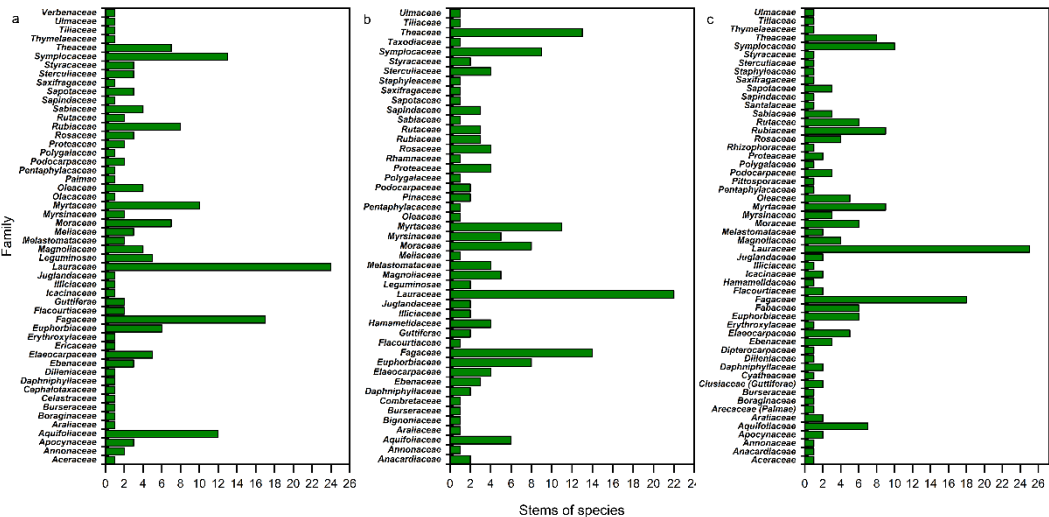 a
Verbenaceae
Ulmaceae
Tiliaceae
Thymelaeaceae
Theaceae
Symplocaceae
Styracaceae
Sterculiaceae
Saxifragaceae
Sapotaceae
Sapindaceae
Sabiaceae
Rutaceae
Rubiaceae
Rosaceae
Proteaceae
Polygalaceae
Podocarpaceae
Pentaphylacaceae
Palmae
Oleaceae
Olacaceae
Myrtaceae
Myrsinaceae
Moraceae
Meliaceae
Melastomataceae
Magnoliaceae
Leguminosae
Lauraceae
Juglandaceae
Illiciaceae
Icacinaceae
Guttiferae
Flacourtiaceae
Fagaceae
Euphorbiaceae
Erythroxylaceae
Ericaceae
Elaeocarpaceae
Ebenaceae
Dilleniaceae
Daphniphyllaceae
Cephalotaxaceae
Celastraceae
Burseraceae
Boraginaceae
Araliaceae
Aquifoliaceae
Apocynaceae
Annonaceae
Aceraceae
0 2 4 6 8 10 12 14 16 18 20 22 24 26
Family
b
Ulmaceae
Tiliaceae
Theaceae
Taxodiaceae
Symplocaceae
Styracaceae
Sterculiaceae
Staphyleaceae
Saxifragaceae
Sapotaceae
Sapindaceae
Sabiaceae
Rutaceae
Rubiaceae
Rosaceae
Rhamnaceae
Proteaceae
Polygalaceae
Podocarpaceae
Pinaceae
Pentaphylacaceae
Oleaceae
Myrtaceae
Myrsinaceae
Moraceae
Meliaceae
Melastomataceae
Magnoliaceae
Leguminosae
Lauraceae
Juglandaceae
Illiciaceae
Hamamelidaceae
Guttiferae
Flacourtiaceae
Fagaceae
Euphorbiaceae
Elaeocarpaceae
Ebenaceae
Daphniphyllaceae
Combretaceae
Burseraceae
Bignoniaceae
Araliaceae
Aquifoliaceae
Annonaceae
Anacardiaceae
0 2 4 6 8 10 12 14 16 18 20 22 24
Stems of species
c
Ulmaceae
Tiliaceae
Thymelaeaceae
Theaceae
Symplocaceae
Styracaceae
Sterculiaceae
Staphyleaceae
Saxifragaceae
Sapotaceae
Sapindaceae
Santalaceae
Sabiaceae
Rutaceae
Rubiaceae
Rosaceae
Rhizophoraceae
Proteaceae
Polygalaceae
Podocarpaceae
Pittosporaceae
Pentaphylacaceae
Oleaceae
Myrtaceae
Myrsinaceae
Moraceae
Melastomataceae
Magnoliaceae
Lauraceae
Juglandaceae
Illiciaceae
Icacinaceae
Hamamelidaceae
Flacourtiaceae
Fagaceae
Fabaceae
Euphorbiaceae
Erythroxylaceae
Elaeocarpaceae
Ebenaceae
Dipterocarpaceae
Dilleniaceae
Daphniphyllaceae
Cyatheaceae
Clusiaceae (Guttiferae)
Burseraceae
Boraginaceae
Arecaceae (Palmae)
Araliaceae
Aquifoliaceae
Apocynaceae
Annonaceae
Anacardiaceae
Aceraceae
0 2 4 6 8 10 12 14 16 18 20 22 24 26